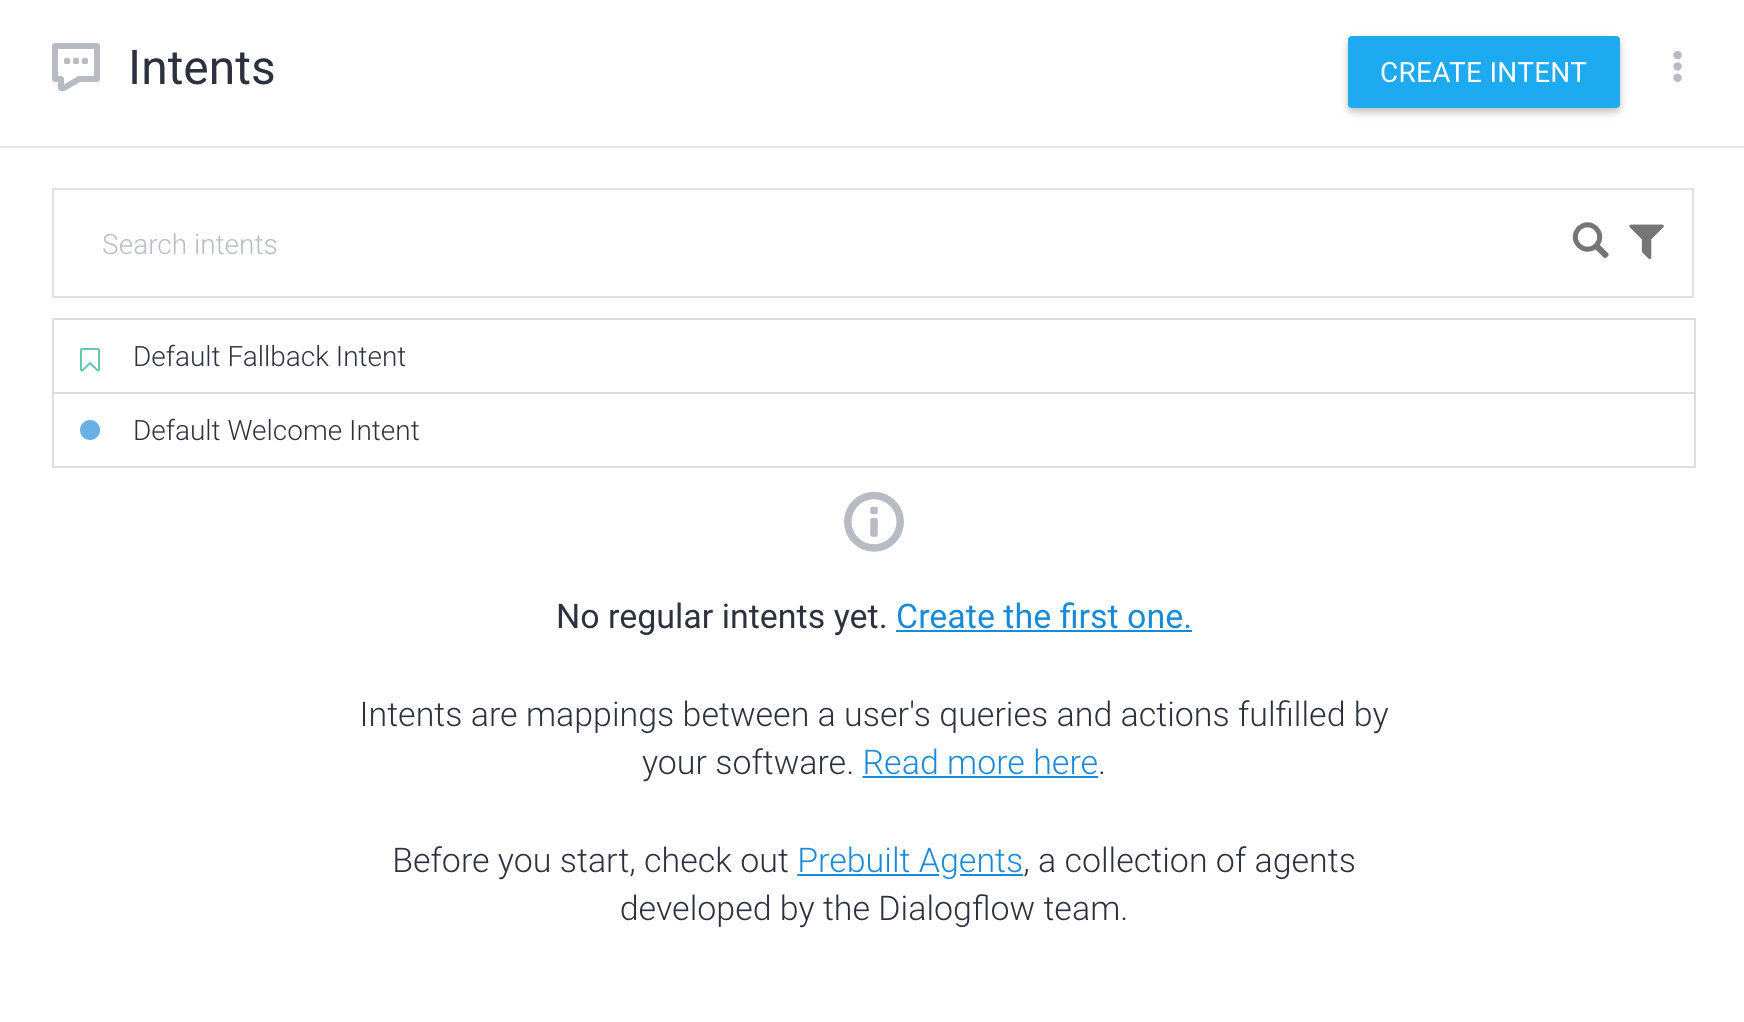 Intents
CREATE INTENT
Search intents
Default Fallback Intent
Default Welcome Intent
No regular intents yet. Create the first one.
Intents are mappings between a user's queries and actions fulfilled by
your software. Read more here.
Before you start, check out Prebuilt Agents, a collection of agents
developed by the Dialogflow team.